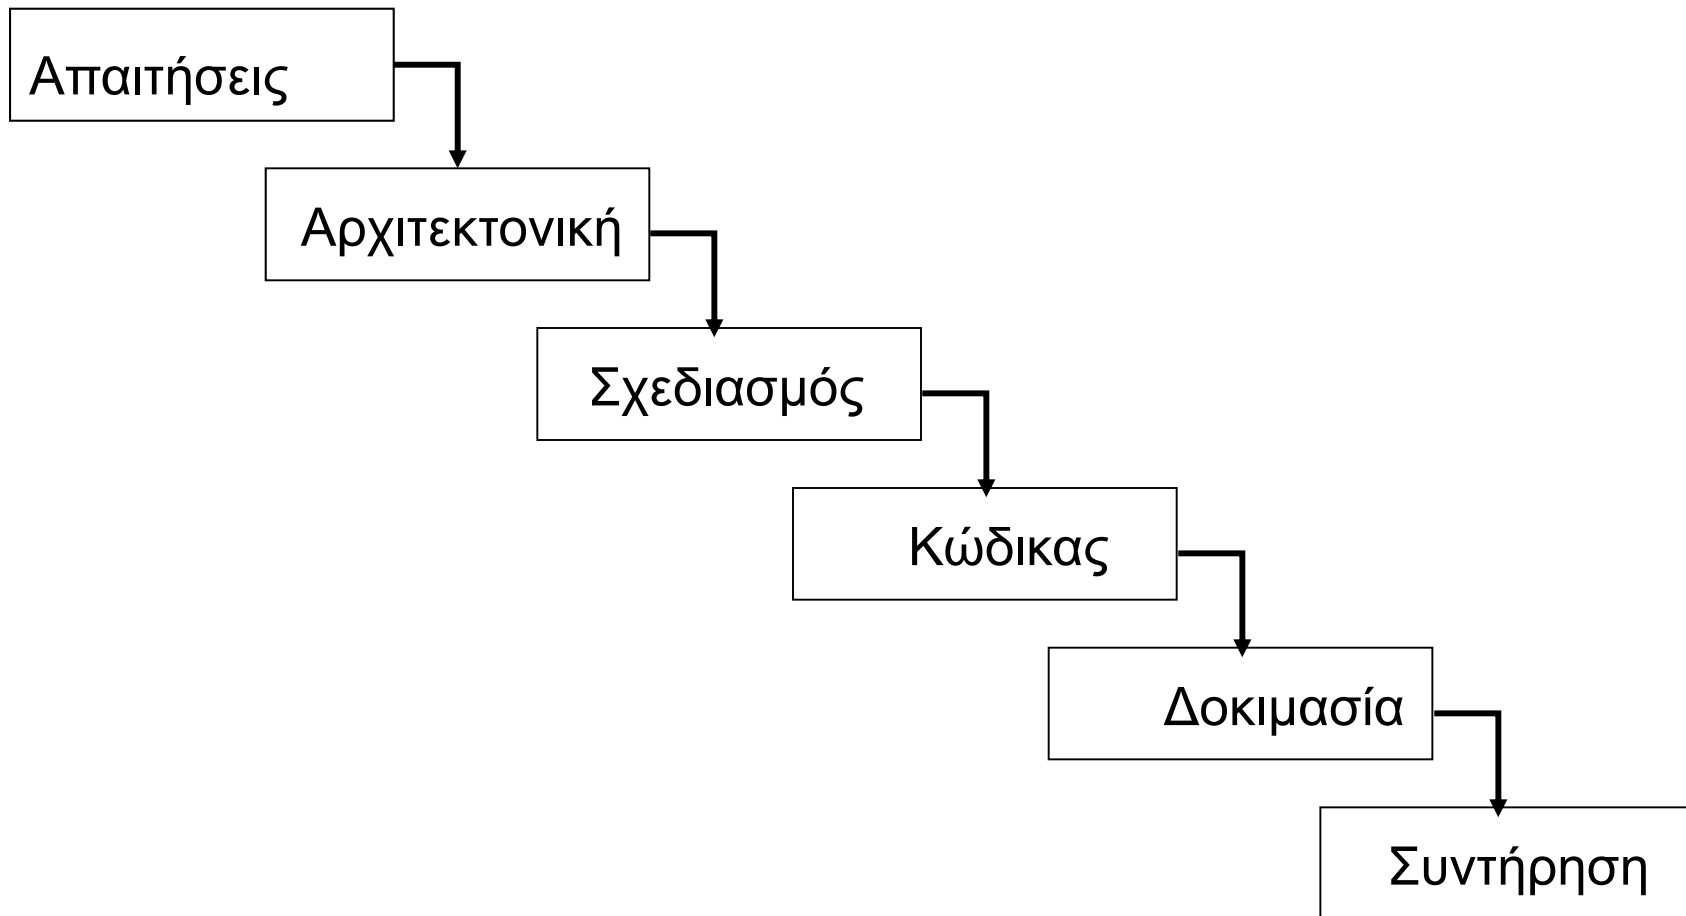 Απαιτήσεις
Αρχιτεκτονική
Σχεδιασμός
Κώδικας
Δοκιμασία
Συντήρηση